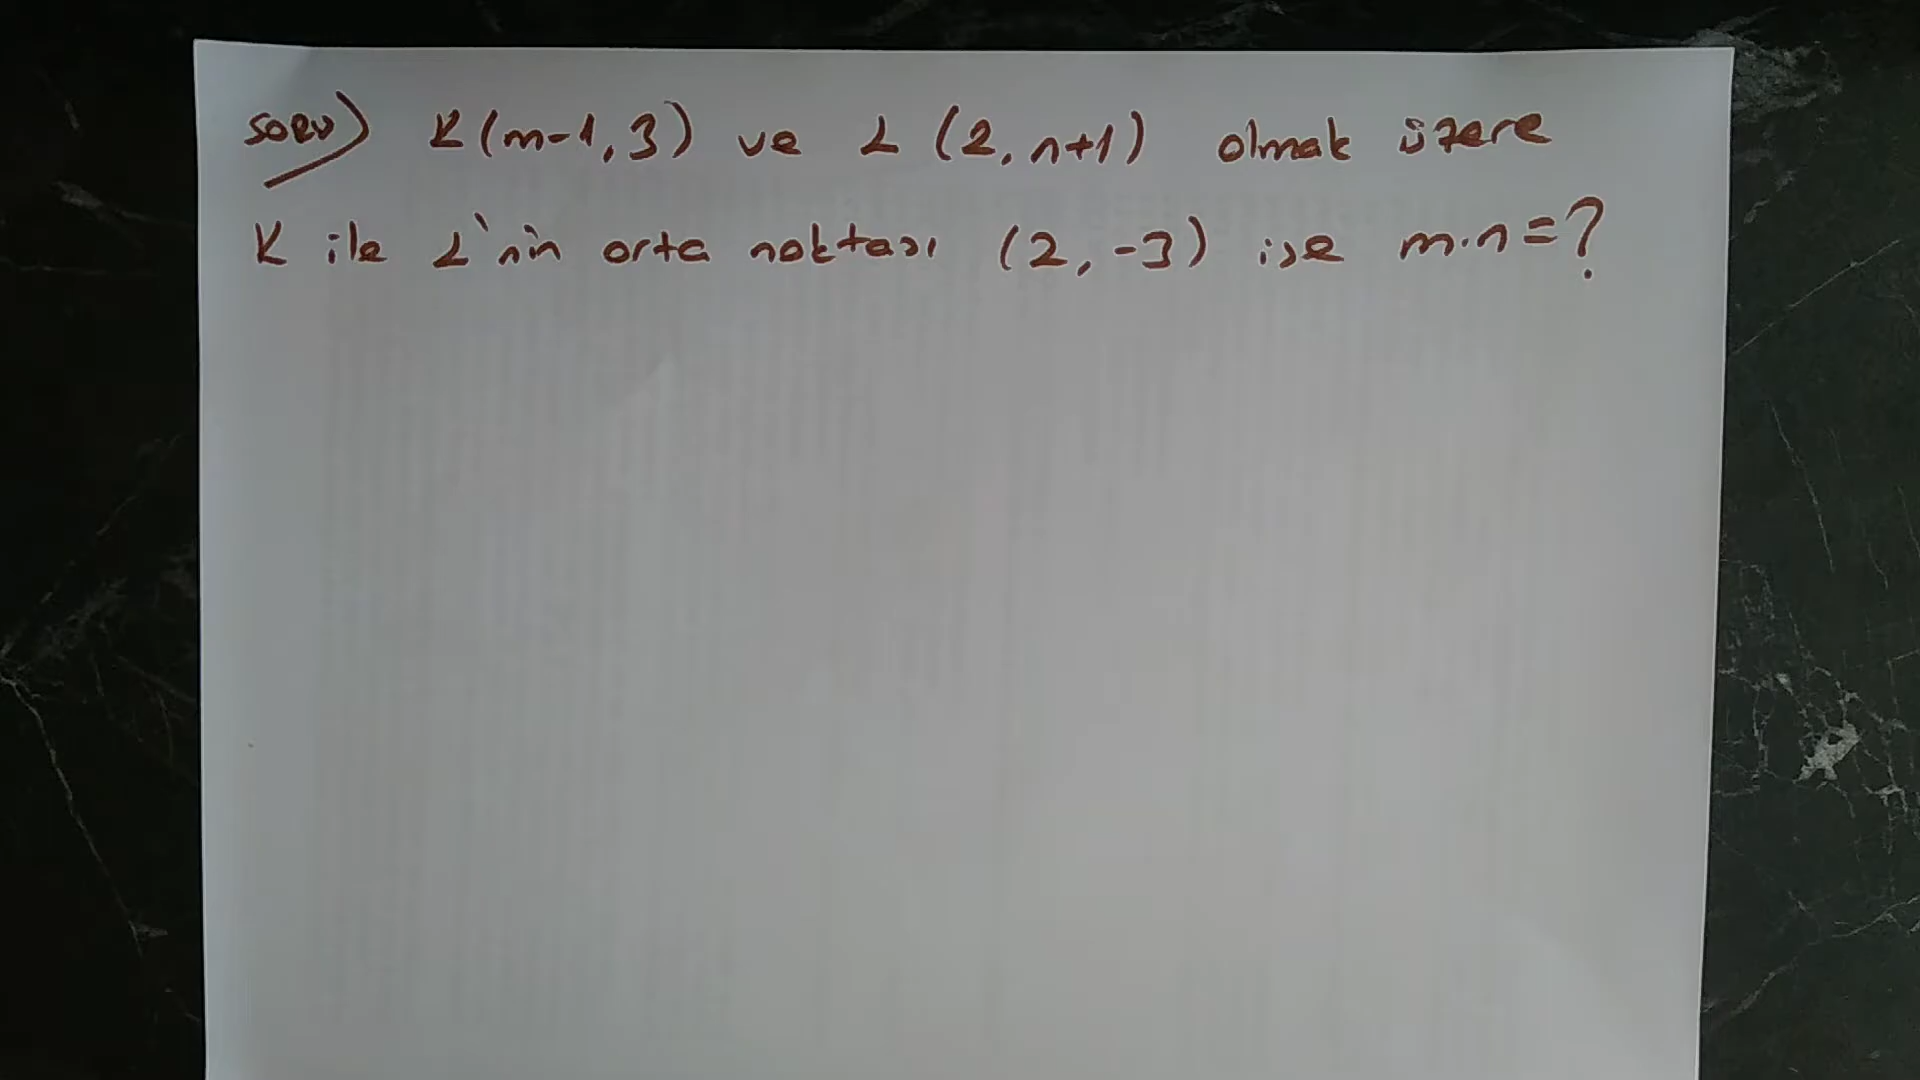 soru) K(m-1,3) ve L (2, n+1) olmak üzere
K ile L'nin orta noktası (2,-3) ise m.n=?